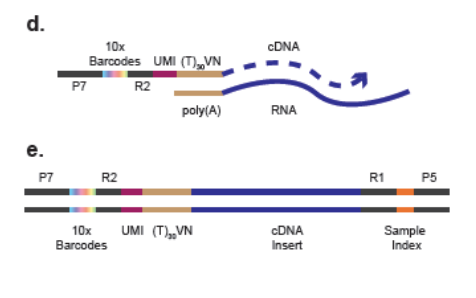 d.
10x
Barcodes UMI (T)₃₀VN cDNA
P7 R2
poly(A) RNA
e.
P7 R2 R1 P5
10x UMI (T)₃₀VN cDNA Sample
Barcodes Insert Index